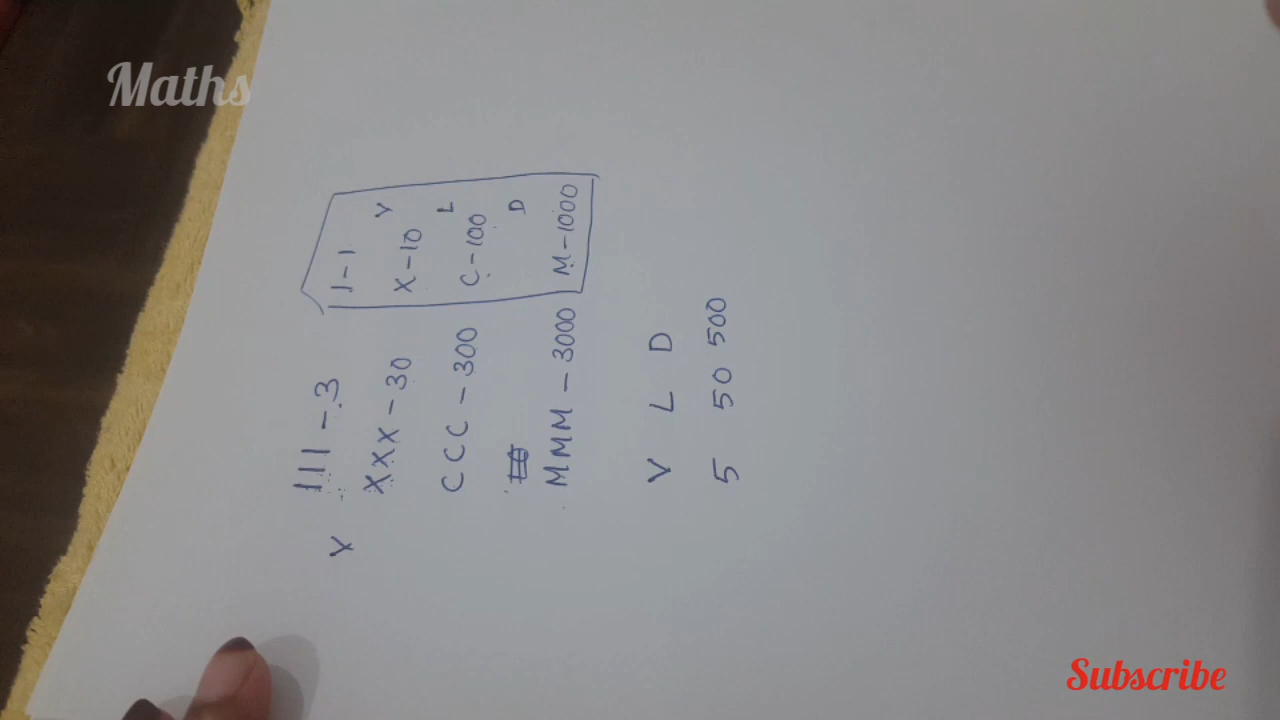 Maths
III - 3
I - 1
V
V
XXX - 30
X - 10
CCC - 300
C - 100
L
D
MMM - 3000
M - 1000
V L D
5 50 500
Subscribe